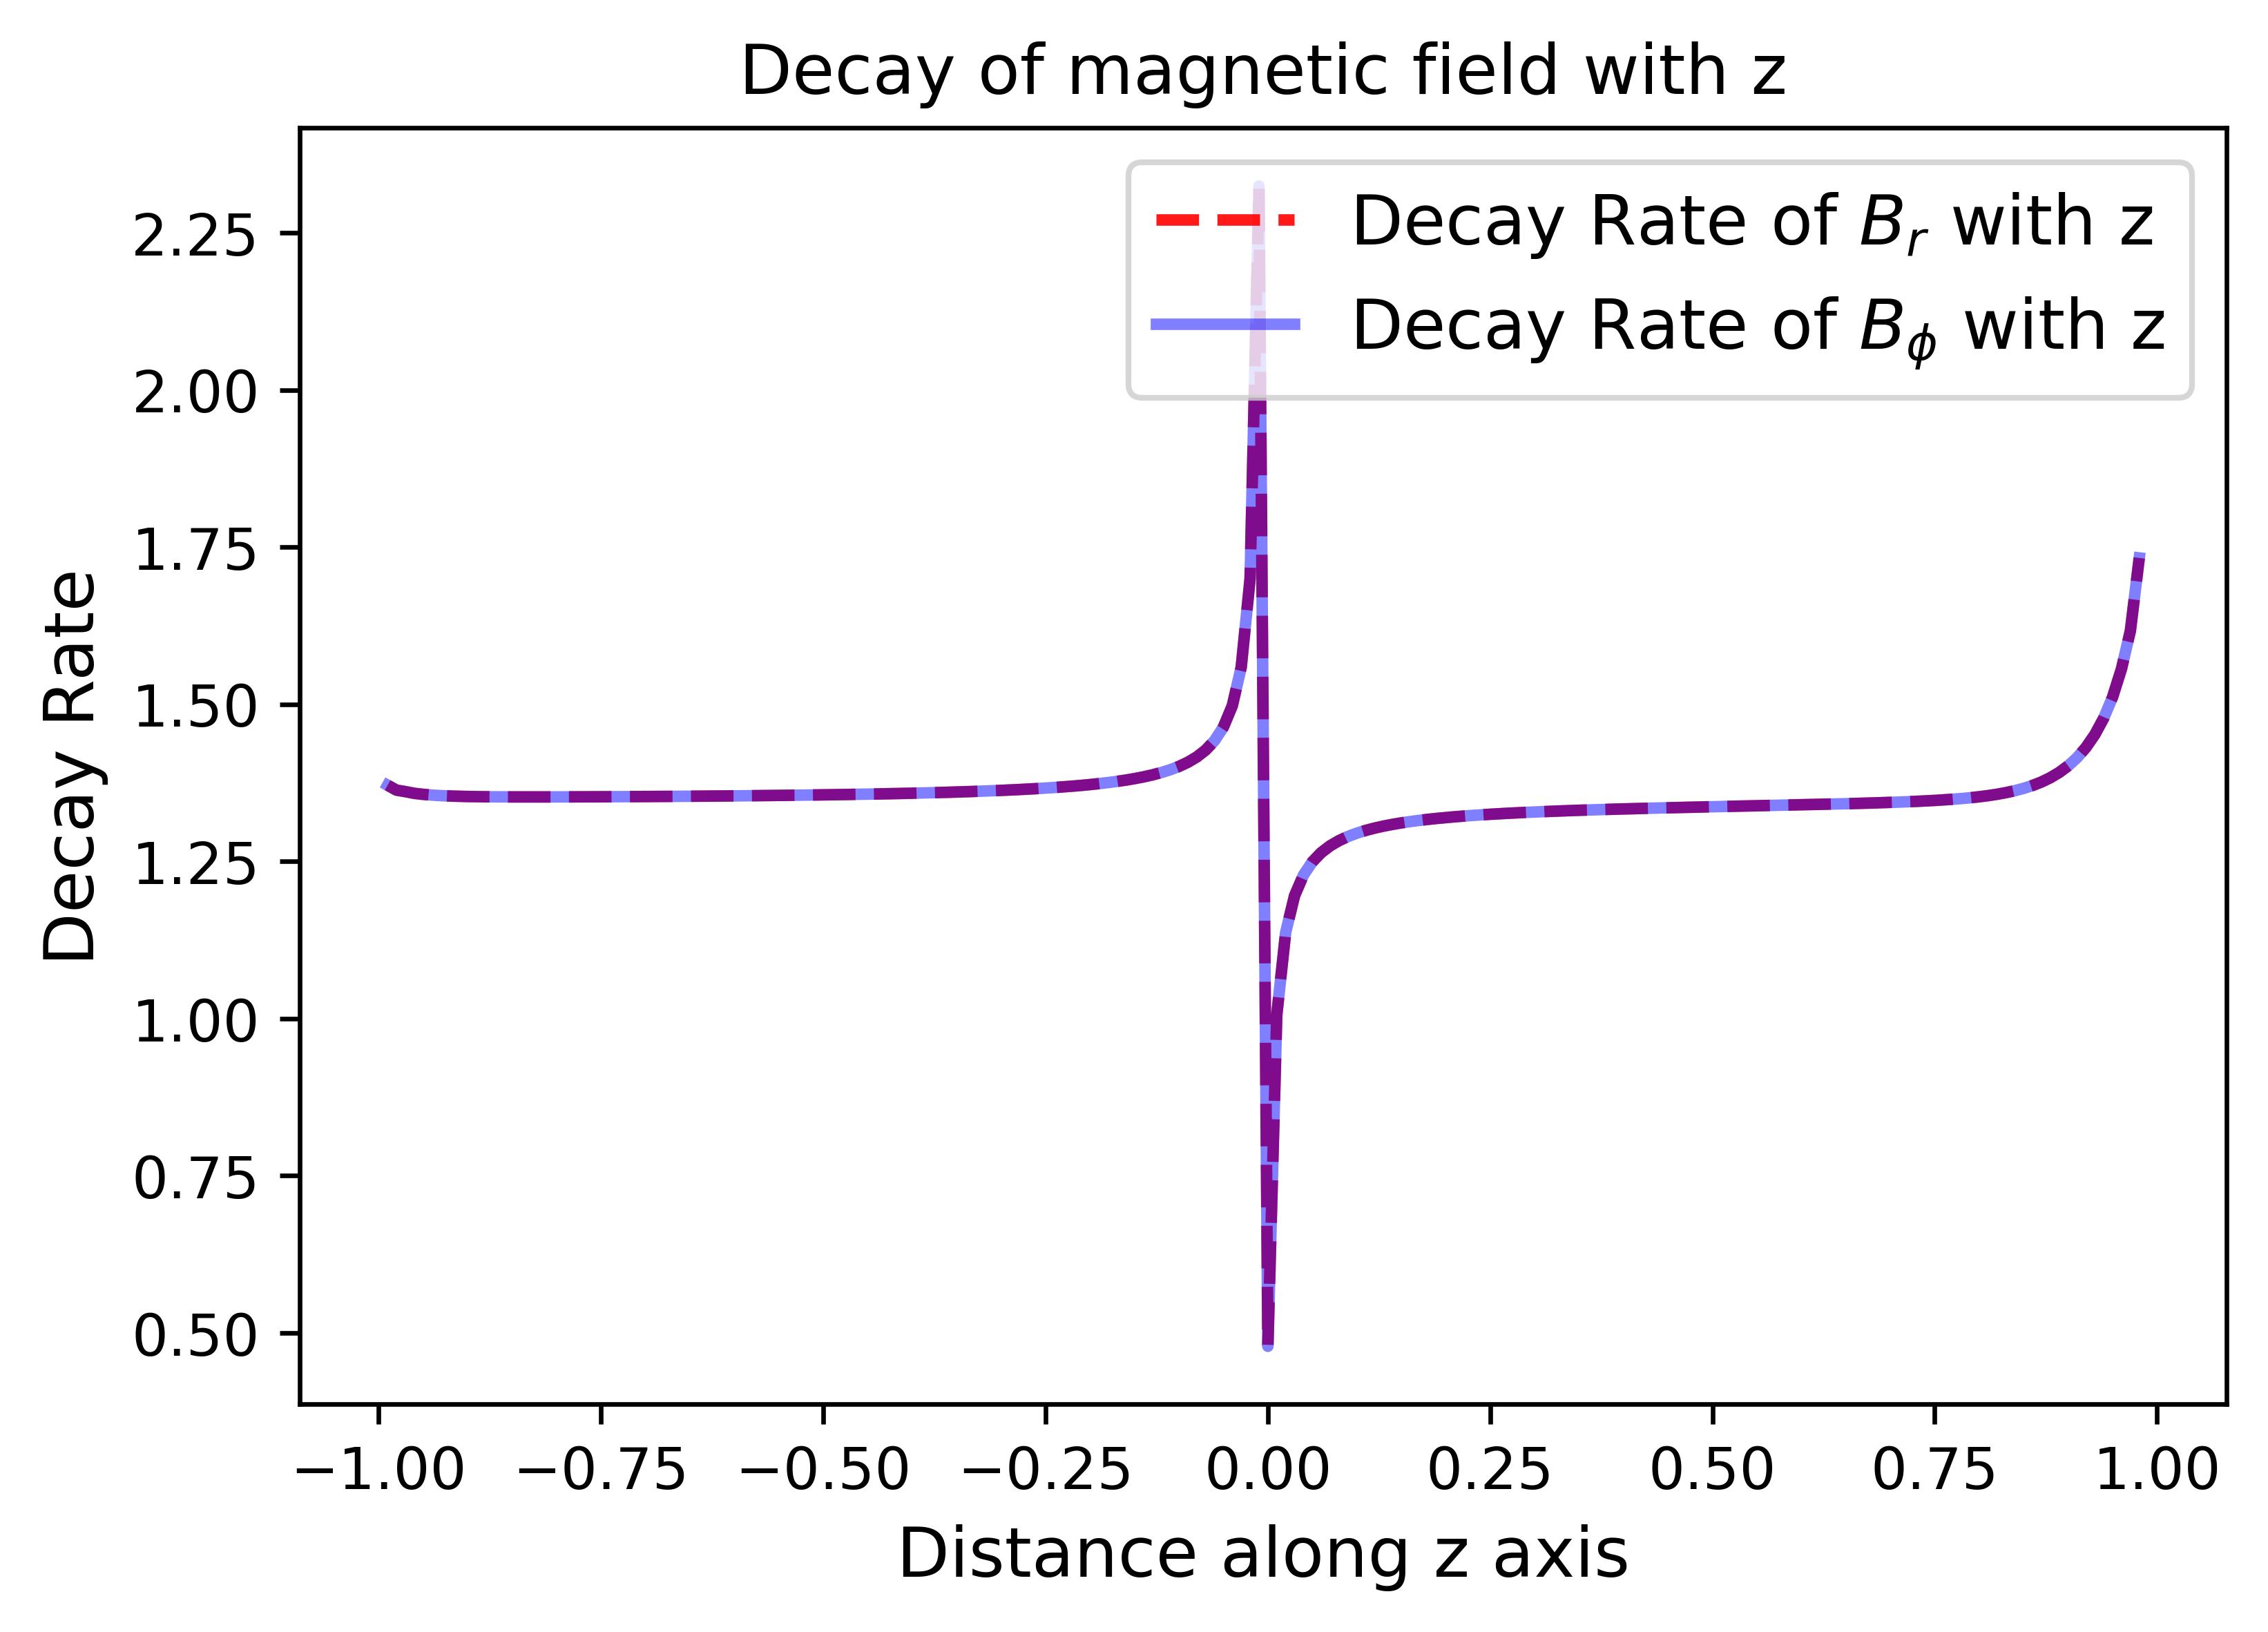 Decay of magnetic field with z
Decay Rate of B_r with z
Decay Rate of B_ϕ with z
2.25
2.00
1.75
1.50
1.25
1.00
0.75
0.50
Decay Rate
−1.00 −0.75 −0.50 −0.25 0.00 0.25 0.50 0.75 1.00
Distance along z axis